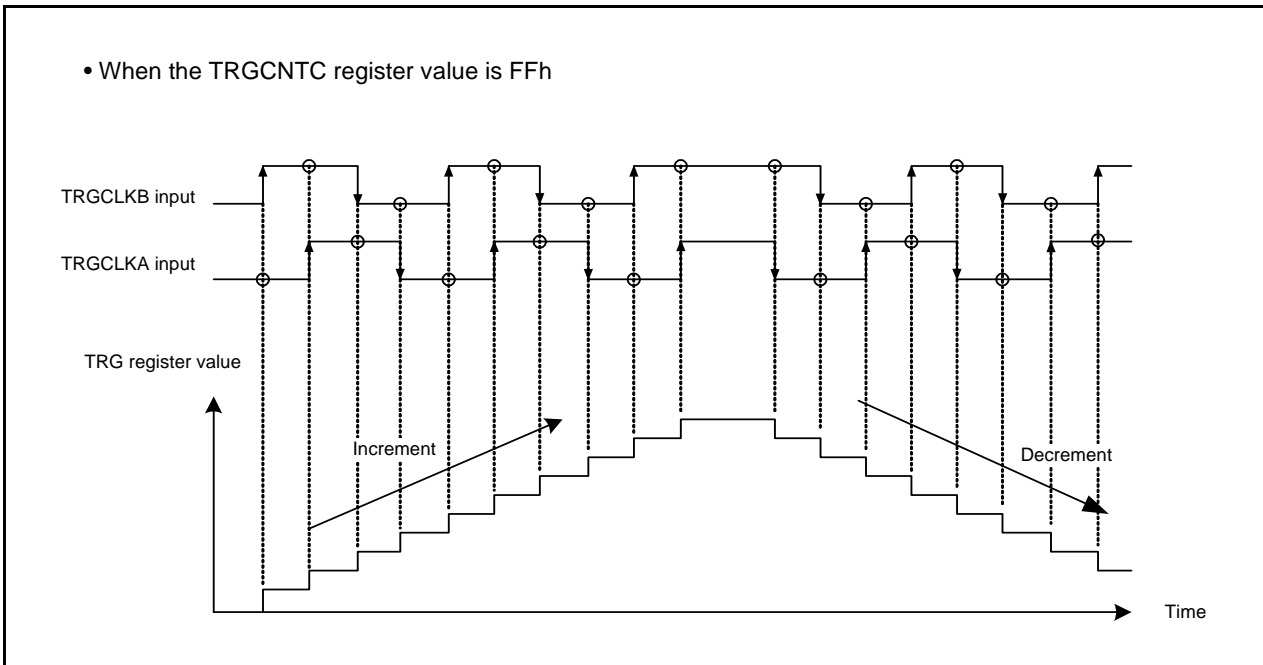 • When the TRGCNTC register value is FFh
TRGCLKB input
TRGCLKA input
TRG register value
Increment
Decrement
Time